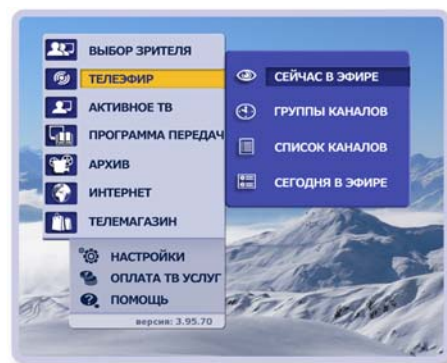 ВЫБОР ЗРИТЕЛЯ
ТЕЛЕЭФИР
АКТИВНОЕ ТВ
ПРОГРАММА ПЕРЕДАЧ
АРХИВ
ИНТЕРНЕТ
ТЕЛЕМАГАЗИН
НАСТРОЙКИ
ОПЛАТА ТВ УСЛУГ
ПОМОЩЬ
версия: 3.95.70
СЕЙЧАС В ЭФИРЕ
ГРУППЫ КАНАЛОВ
СПИСОК КАНАЛОВ
СЕГОДНЯ В ЭФИРЕ